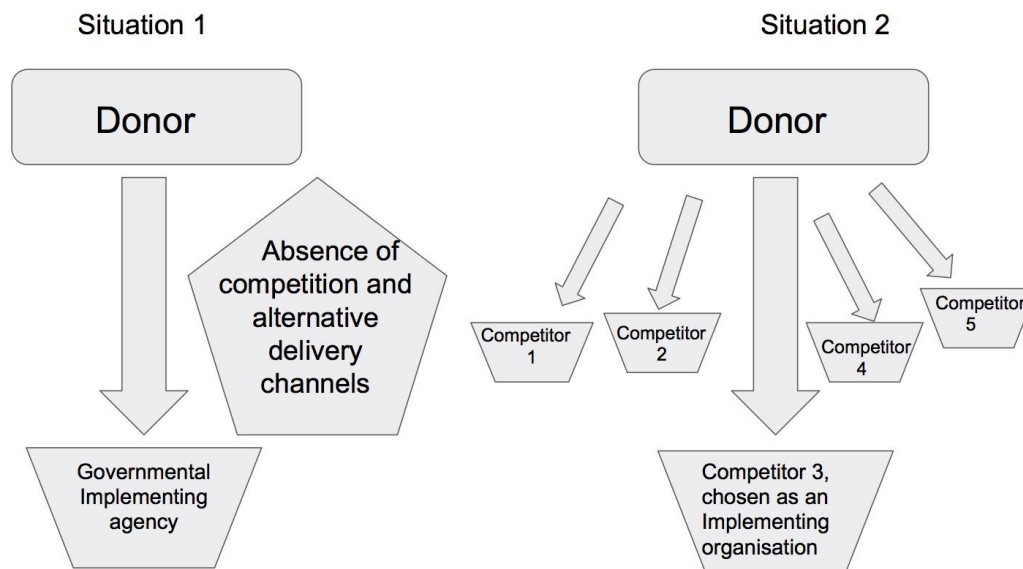 Situation 1
Donor
Absence of
competition and
alternative
delivery
channels
Governmental
Implementing
agency
Situation 2
Donor
Competitor
1
Competitor
2
Competitor
4
Competitor
5
Competitor 3,
chosen as an
Implementing
organisation